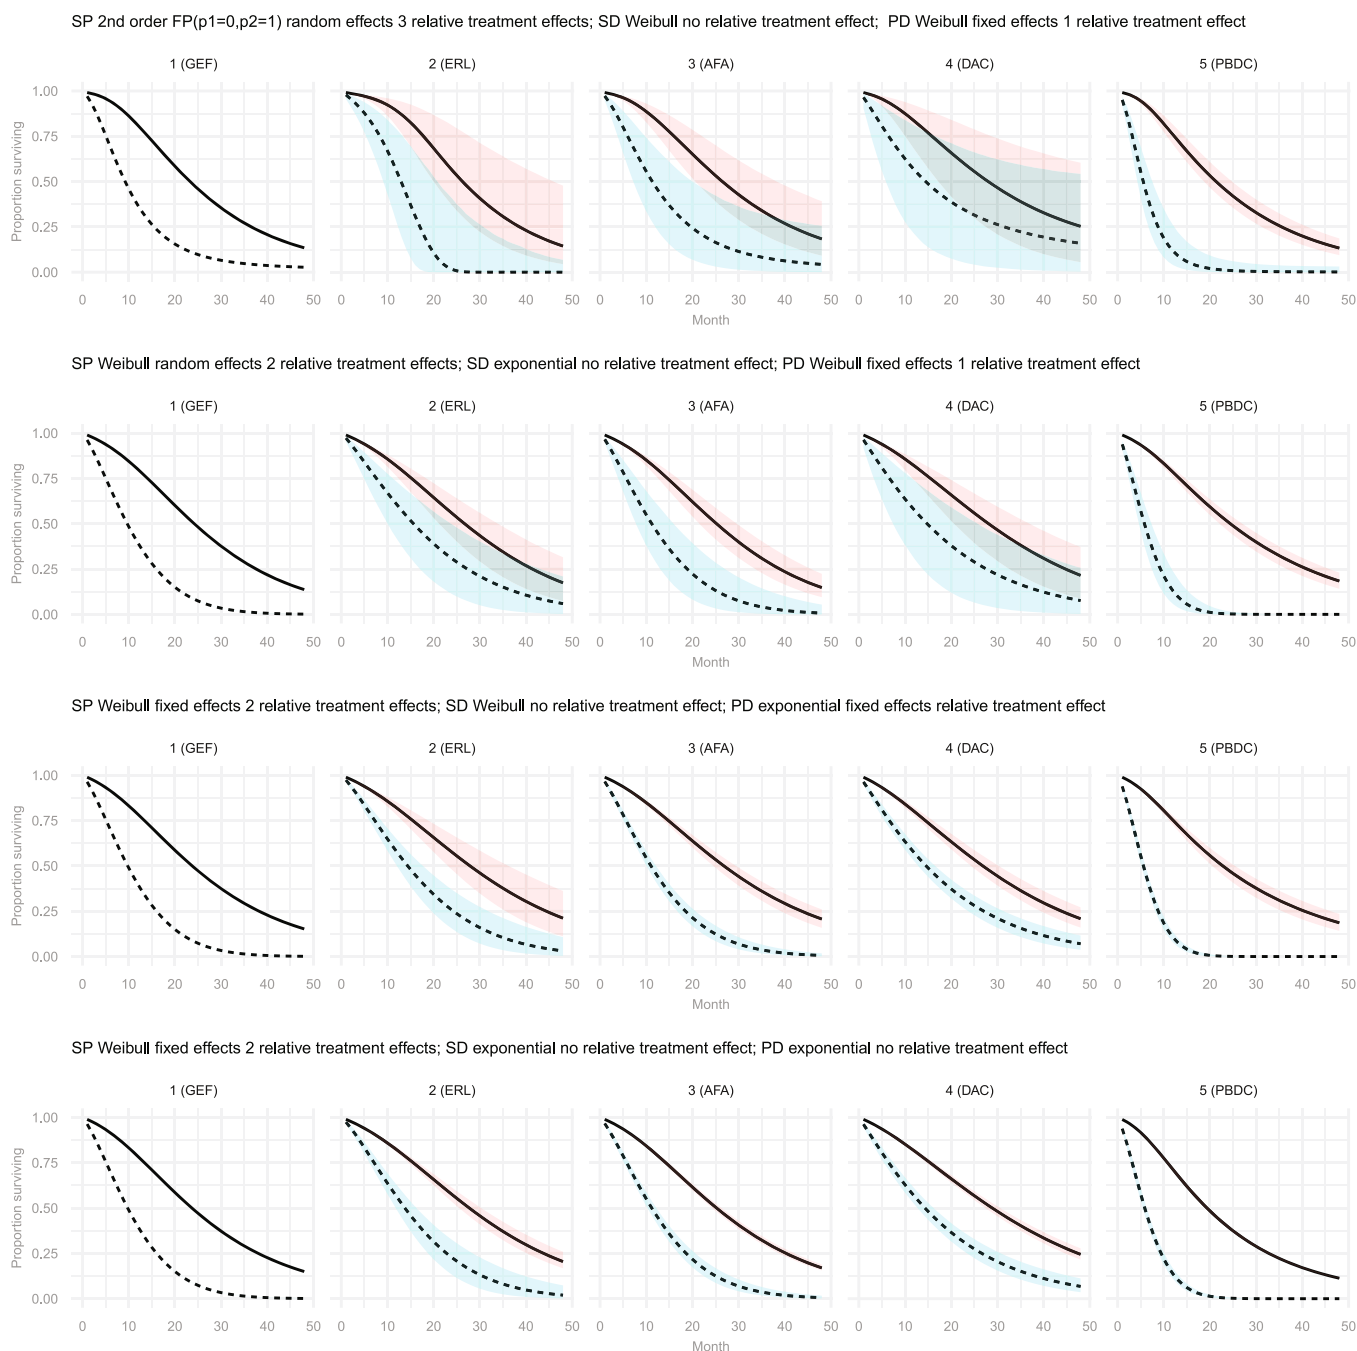 SP 2nd order FP(p1=0,p2=1) random effects 3 relative treatment effects; SD Weibull no relative treatment effect; PD Weibull fixed effects 1 relative treatment effect
1 (GEF) 2 (ERL) 3 (AFA) 4 (DAC) 5 (PBDC)
Proportion surviving
1.00
0.75
0.50
0.25
0.00
0 10 20 30 40 50 0 10 20 30 40 50 0 10 20 30 40 50 0 10 20 30 40 50 0 10 20 30 40 50
Month
SP Weibull random effects 2 relative treatment effects; SD exponential no relative treatment effect; PD Weibull fixed effects 1 relative treatment effect
1 (GEF) 2 (ERL) 3 (AFA) 4 (DAC) 5 (PBDC)
Proportion surviving
1.00
0.75
0.50
0.25
0.00
0 10 20 30 40 50 0 10 20 30 40 50 0 10 20 30 40 50 0 10 20 30 40 50 0 10 20 30 40 50
Month
SP Weibull fixed effects 2 relative treatment effects; SD Weibull no relative treatment effect; PD exponential fixed effects relative treatment effect
1 (GEF) 2 (ERL) 3 (AFA) 4 (DAC) 5 (PBDC)
Proportion surviving
1.00
0.75
0.50
0.25
0.00
0 10 20 30 40 50 0 10 20 30 40 50 0 10 20 30 40 50 0 10 20 30 40 50 0 10 20 30 40 50
Month
SP Weibull fixed effects 2 relative treatment effects; SD exponential no relative treatment effect; PD exponential no relative treatment effect
1 (GEF) 2 (ERL) 3 (AFA) 4 (DAC) 5 (PBDC)
Proportion surviving
1.00
0.75
0.50
0.25
0.00
0 10 20 30 40 50 0 10 20 30 40 50 0 10 20 30 40 50 0 10 20 30 40 50 0 10 20 30 40 50
Month